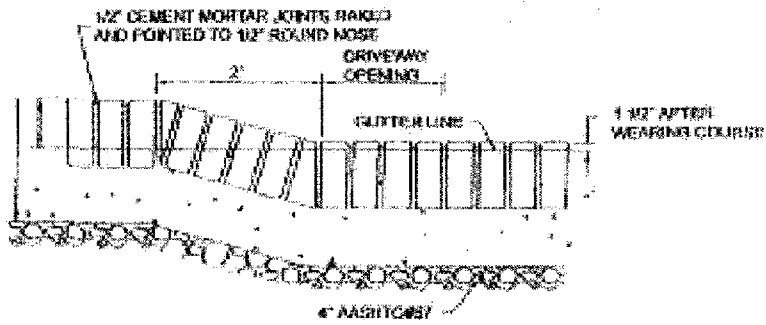 1/2" CEMENT MORTAR JOINTS RAKED
AND POINTED TO 1/2" ROUND NOSE
DRIVEWAY
OPENING
2'
GUTTER LINE
1 1/2" AFTER
WEARING COURSE
4" AASHTO#57